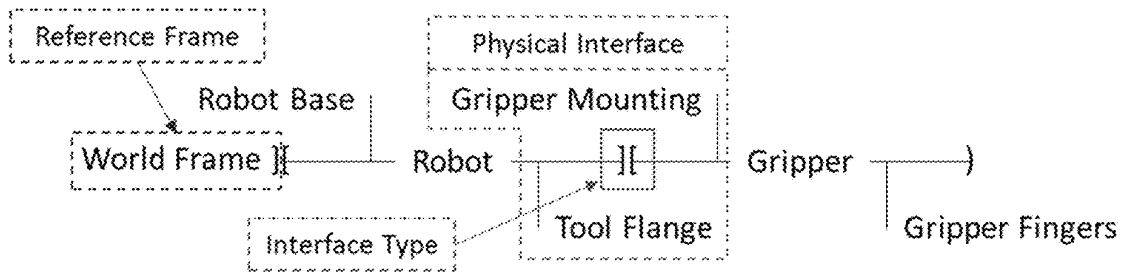 Reference Frame
Physical Interface
Robot Base
Gripper Mounting
World Frame ][
Robot
][
Gripper
)
Tool Flange
Gripper Fingers
Interface Type